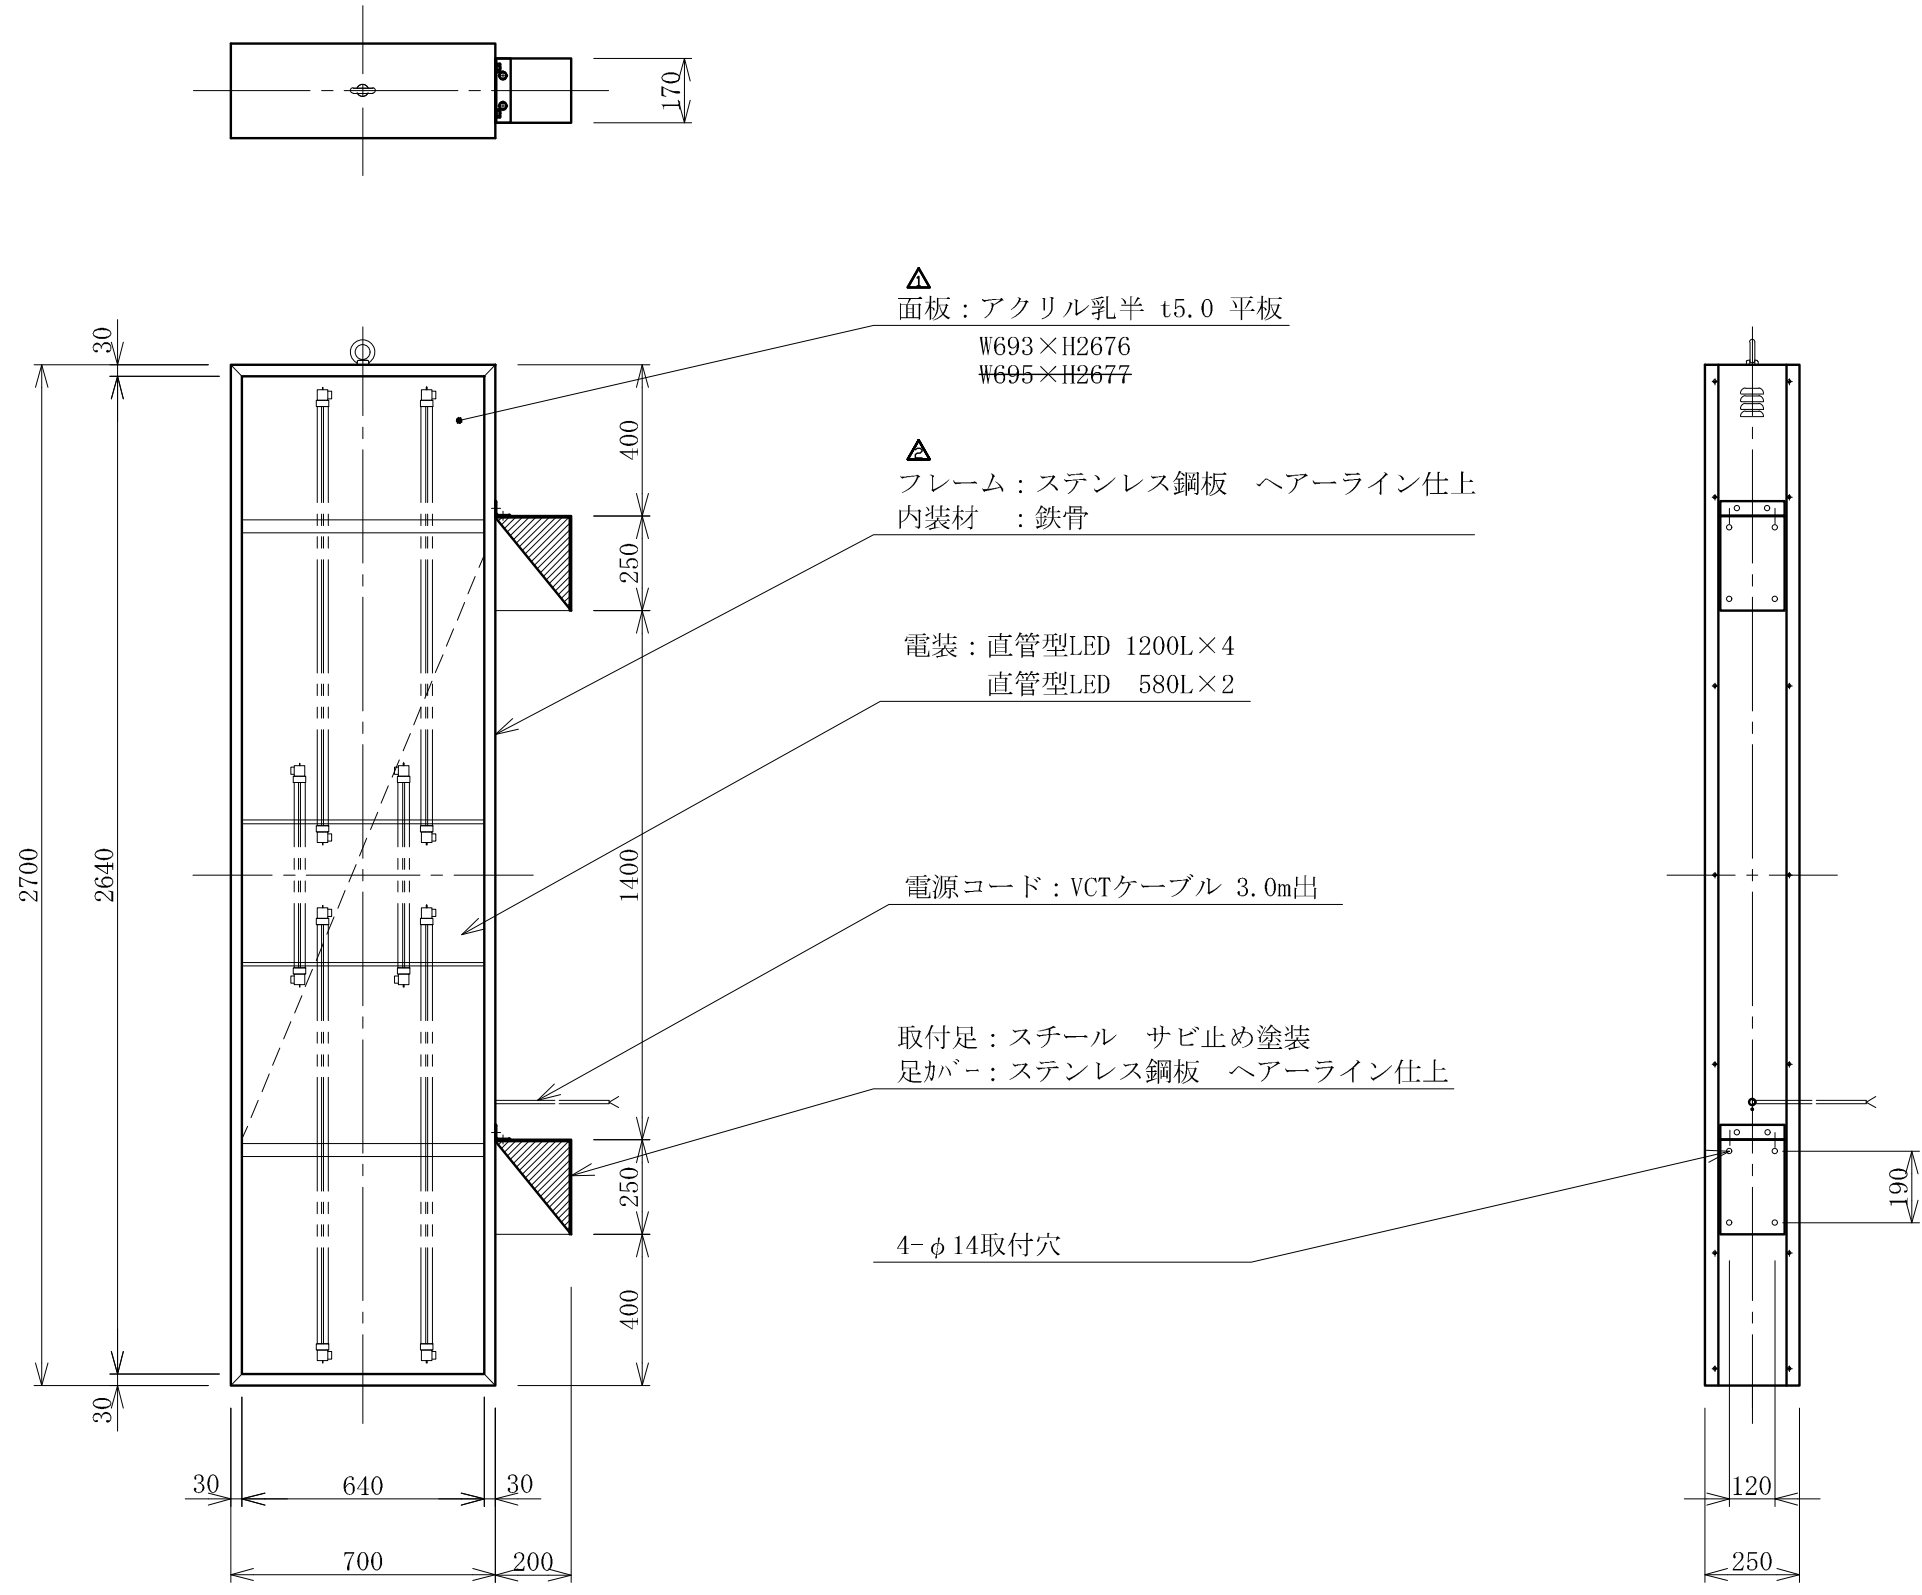 170
1
面板：アクリル乳半 t5.0 平板
W693×H2676
W695×H2677
30
2700
2640
400
2
フレーム：ステンレス鋼板　ヘアーライン仕上
内装材　：鉄骨
250
電装：直管型LED 1200L×4
直管型LED　580L×2
1400
電源コード：VCTケーブル 3.0m出
取付足：スチール　サビ止め塗装
足ｶﾊﾞｰ：ステンレス鋼板　ヘアーライン仕上
250
190
4-φ14取付穴
400
30
30
640
30
120
700
200
250